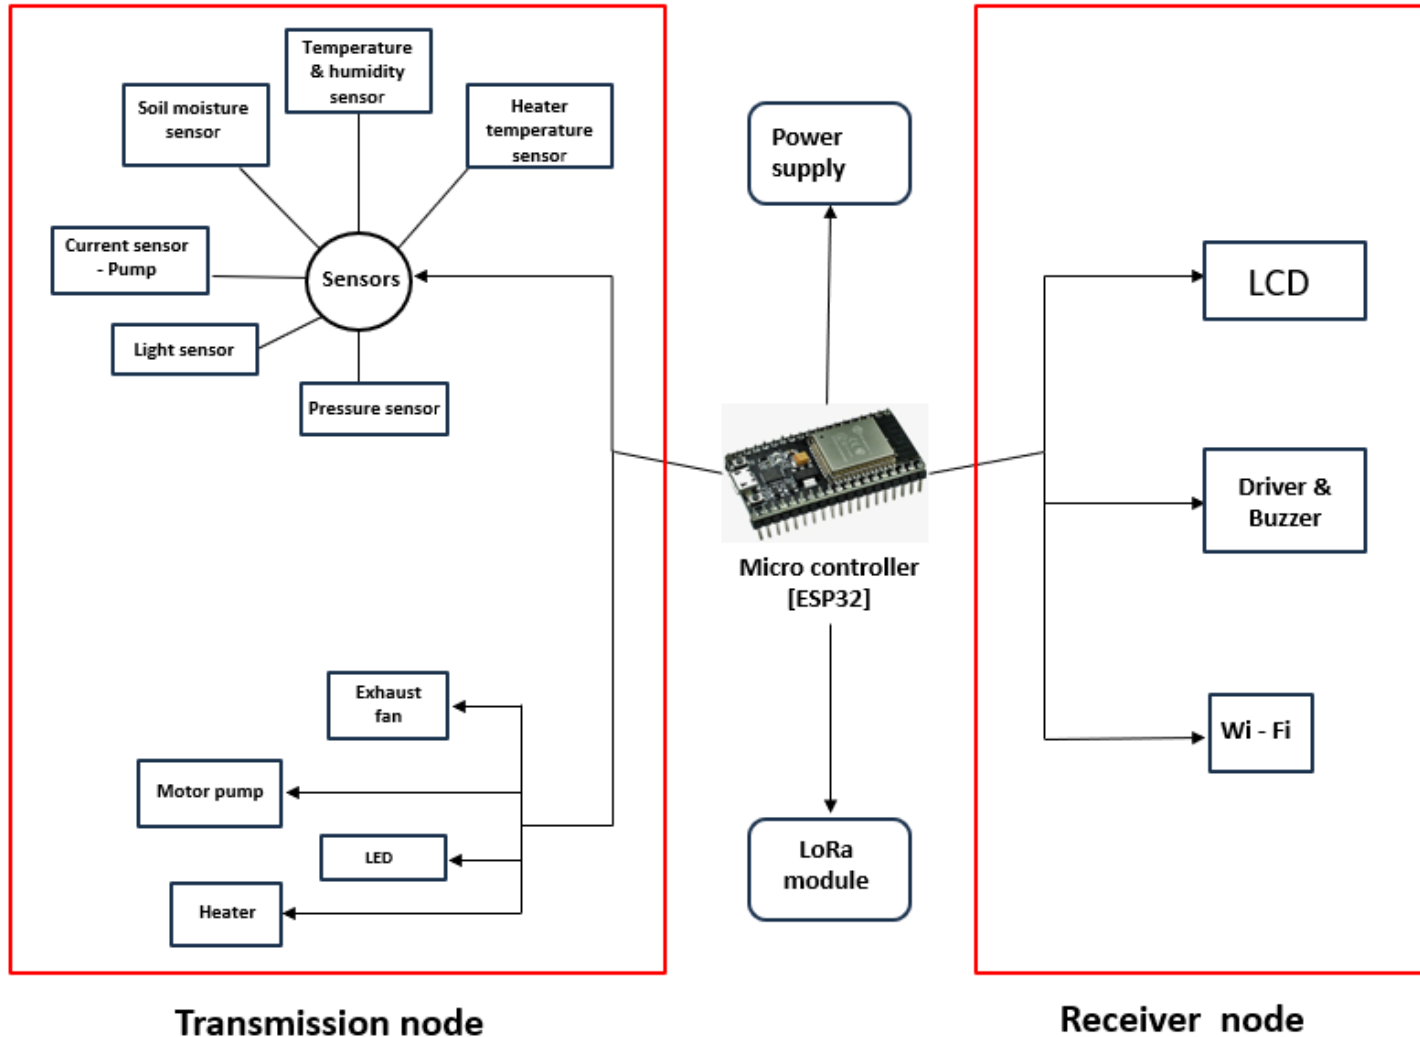 Temperature
& humidity
sensor
Soil moisture
sensor
Heater
temperature
sensor
Current sensor
- Pump
Sensors
Light sensor
Pressure sensor
Exhaust
fan
Motor pump
LED
Heater
Transmission node
Power
supply
Micro controller
[ESP32]
LoRa
module
LCD
Driver &
Buzzer
Wi - Fi
Receiver node